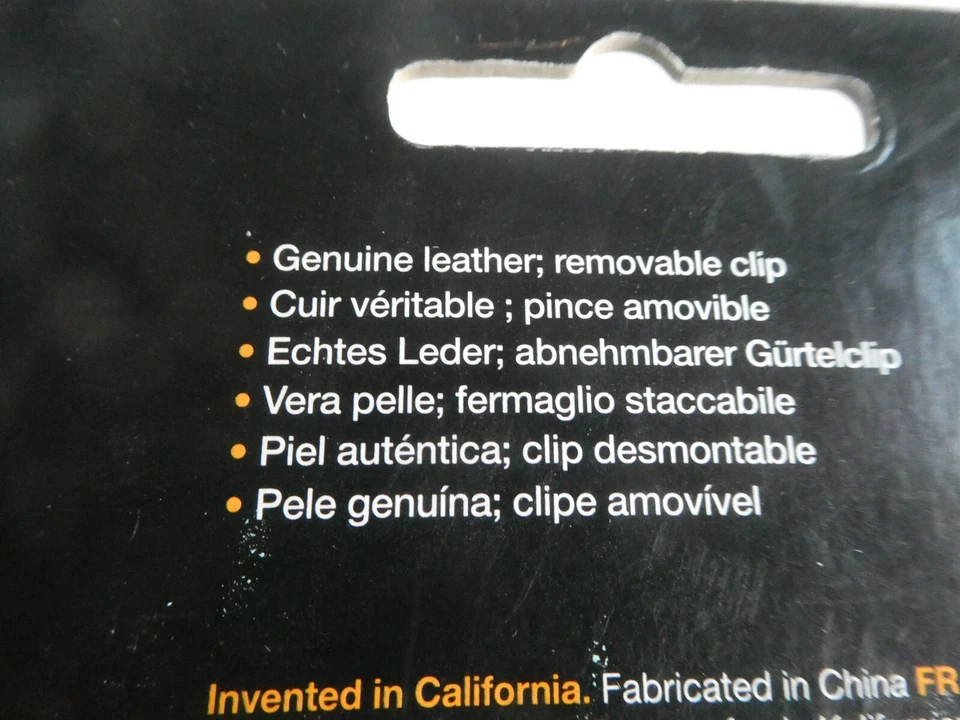 • Genuine leather; removable clip
• Cuir véritable ; pince amovible
• Echtes Leder; abnehmbarer Gürtelclip
• Vera pelle; fermaglio staccabile
• Piel auténtica; clip desmontable
• Pele genuína; clipe amovível
Invented in California. Fabricated in China FR